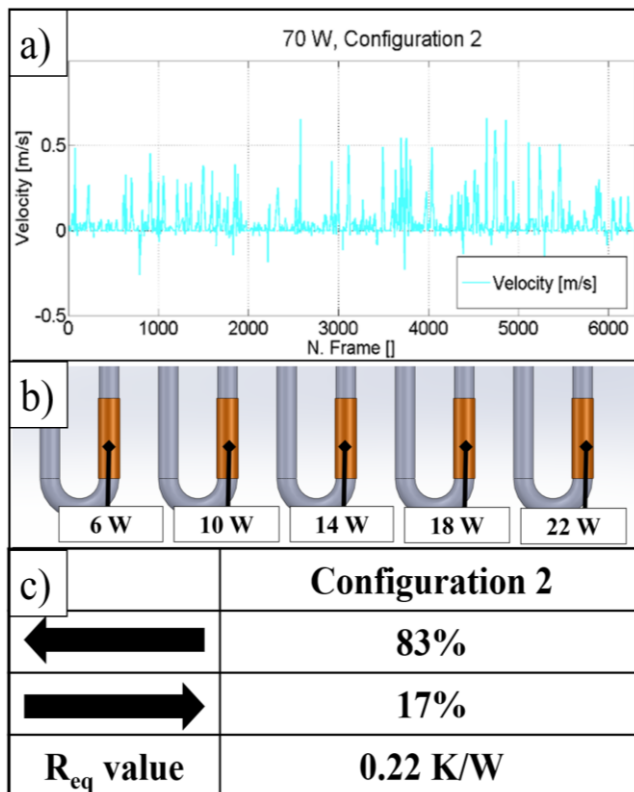 a)
70 W, Configuration 2
Velocity [m/s]
0.5
0
-0.5
0 1000 2000 3000 4000 5000 6000
N. Frame []
Velocity [m/s]
b)
6 W 10 W 14 W 18 W 22 W
c)
Configuration 2
83%
17%
Req value 0.22 K/W